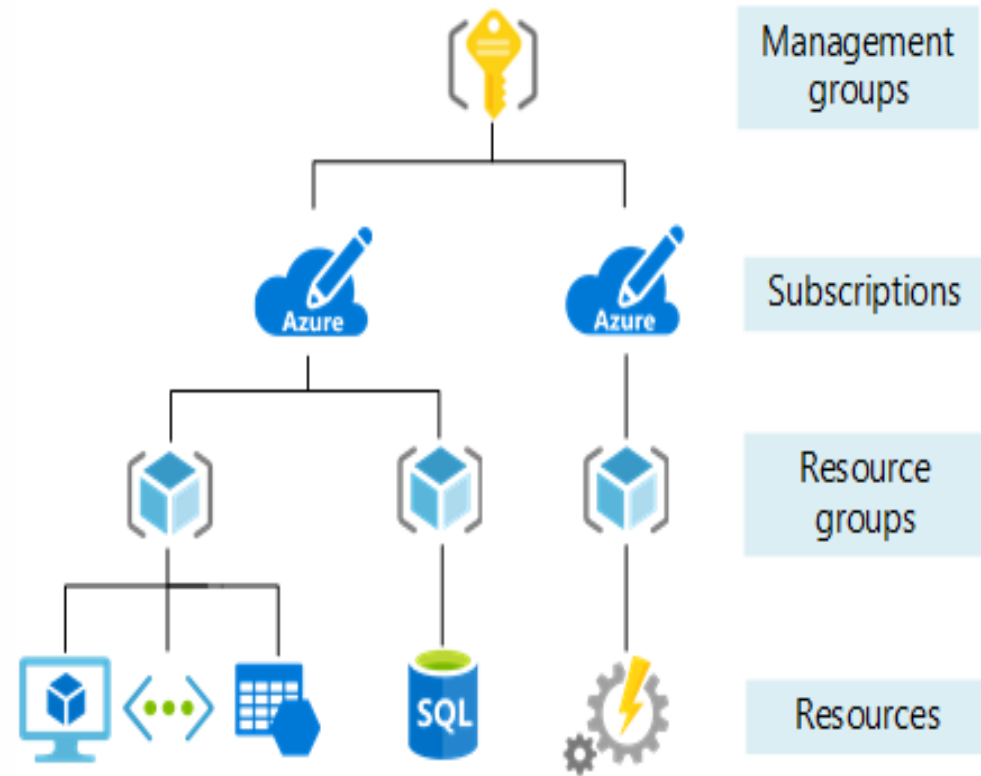 Management
groups
Azure
Azure
Subscriptions
Resource
groups
SQL
Resources